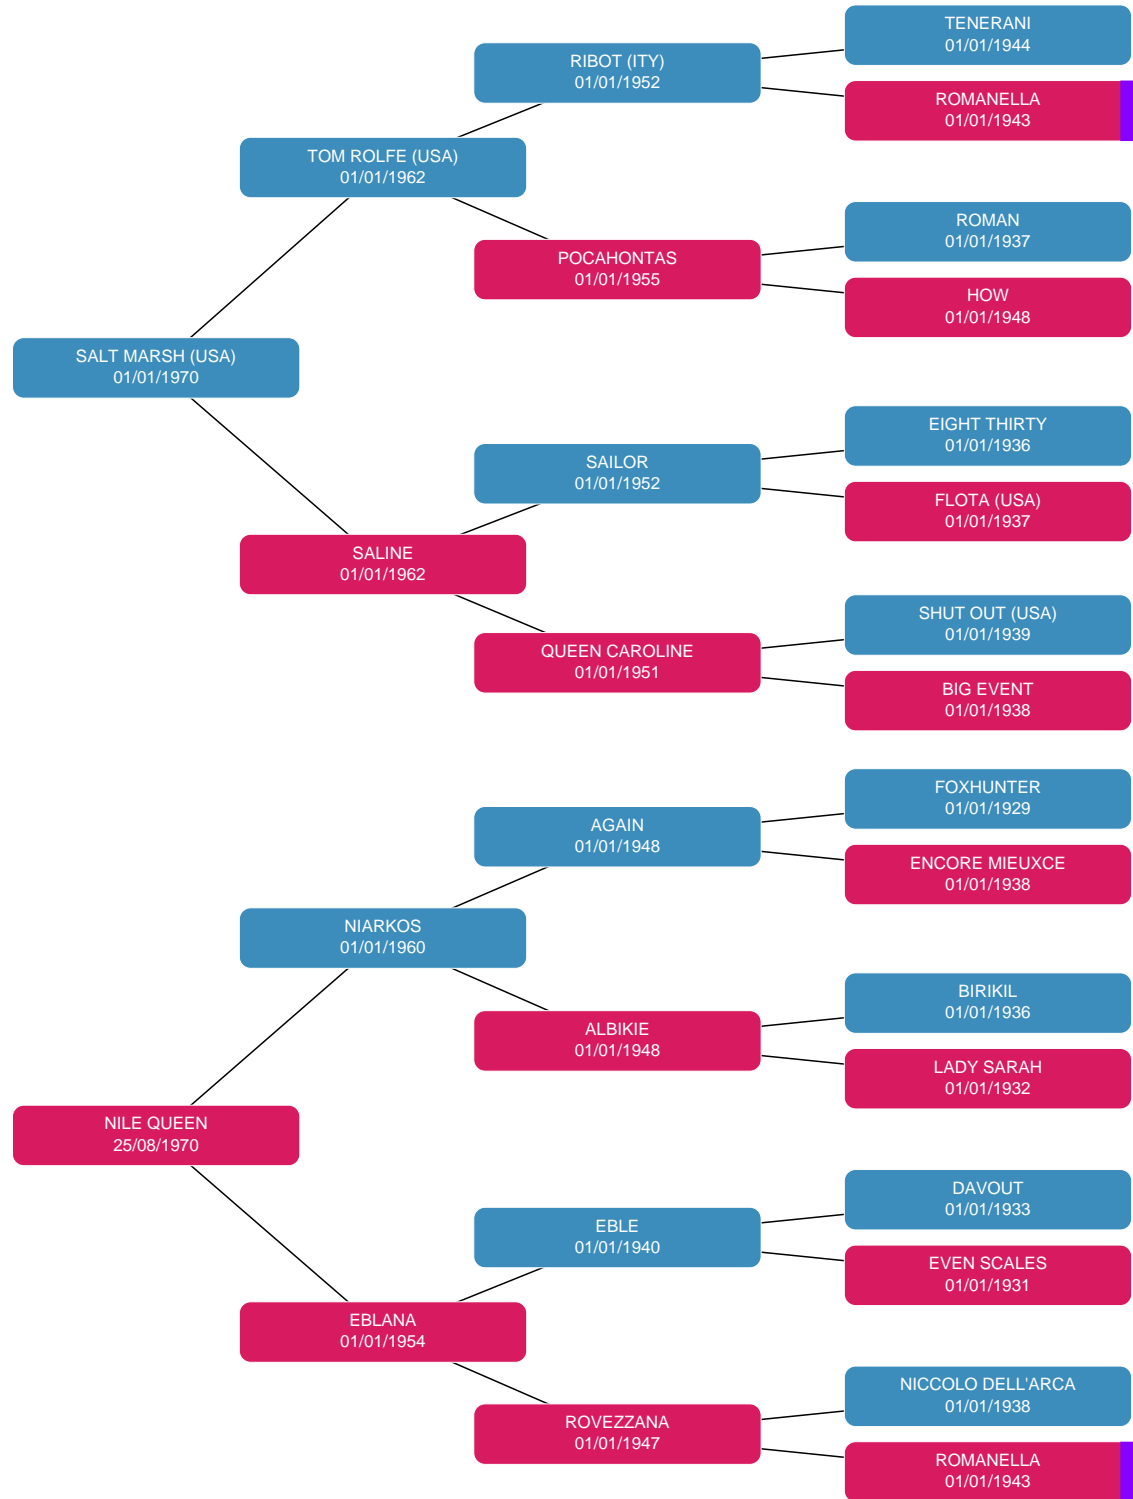 TENERANI
01/01/1944
RIBOT (ITY)
01/01/1952
ROMANELLA
01/01/1943
TOM ROLFE (USA)
01/01/1962
ROMAN
01/01/1937
POCAHONTAS
01/01/1955
HOW
01/01/1948
SALT MARSH (USA)
01/01/1970
EIGHT THIRTY
01/01/1936
SAILOR
01/01/1952
FLOTA (USA)
01/01/1937
SALINE
01/01/1962
SHUT OUT (USA)
01/01/1939
QUEEN CAROLINE
01/01/1951
BIG EVENT
01/01/1938
FOXHUNTER
01/01/1929
AGAIN
01/01/1948
ENCORE MIEUXCE
01/01/1938
NIARKOS
01/01/1960
BIRIKIL
01/01/1936
ALBIKIE
01/01/1948
LADY SARAH
01/01/1932
NILE QUEEN
25/08/1970
DAVOUT
01/01/1933
EBLE
01/01/1940
EVEN SCALES
01/01/1931
EBLANA
01/01/1954
NICCOLO DELL'ARCA
01/01/1938
ROVEZZANA
01/01/1947
ROMANELLA
01/01/1943